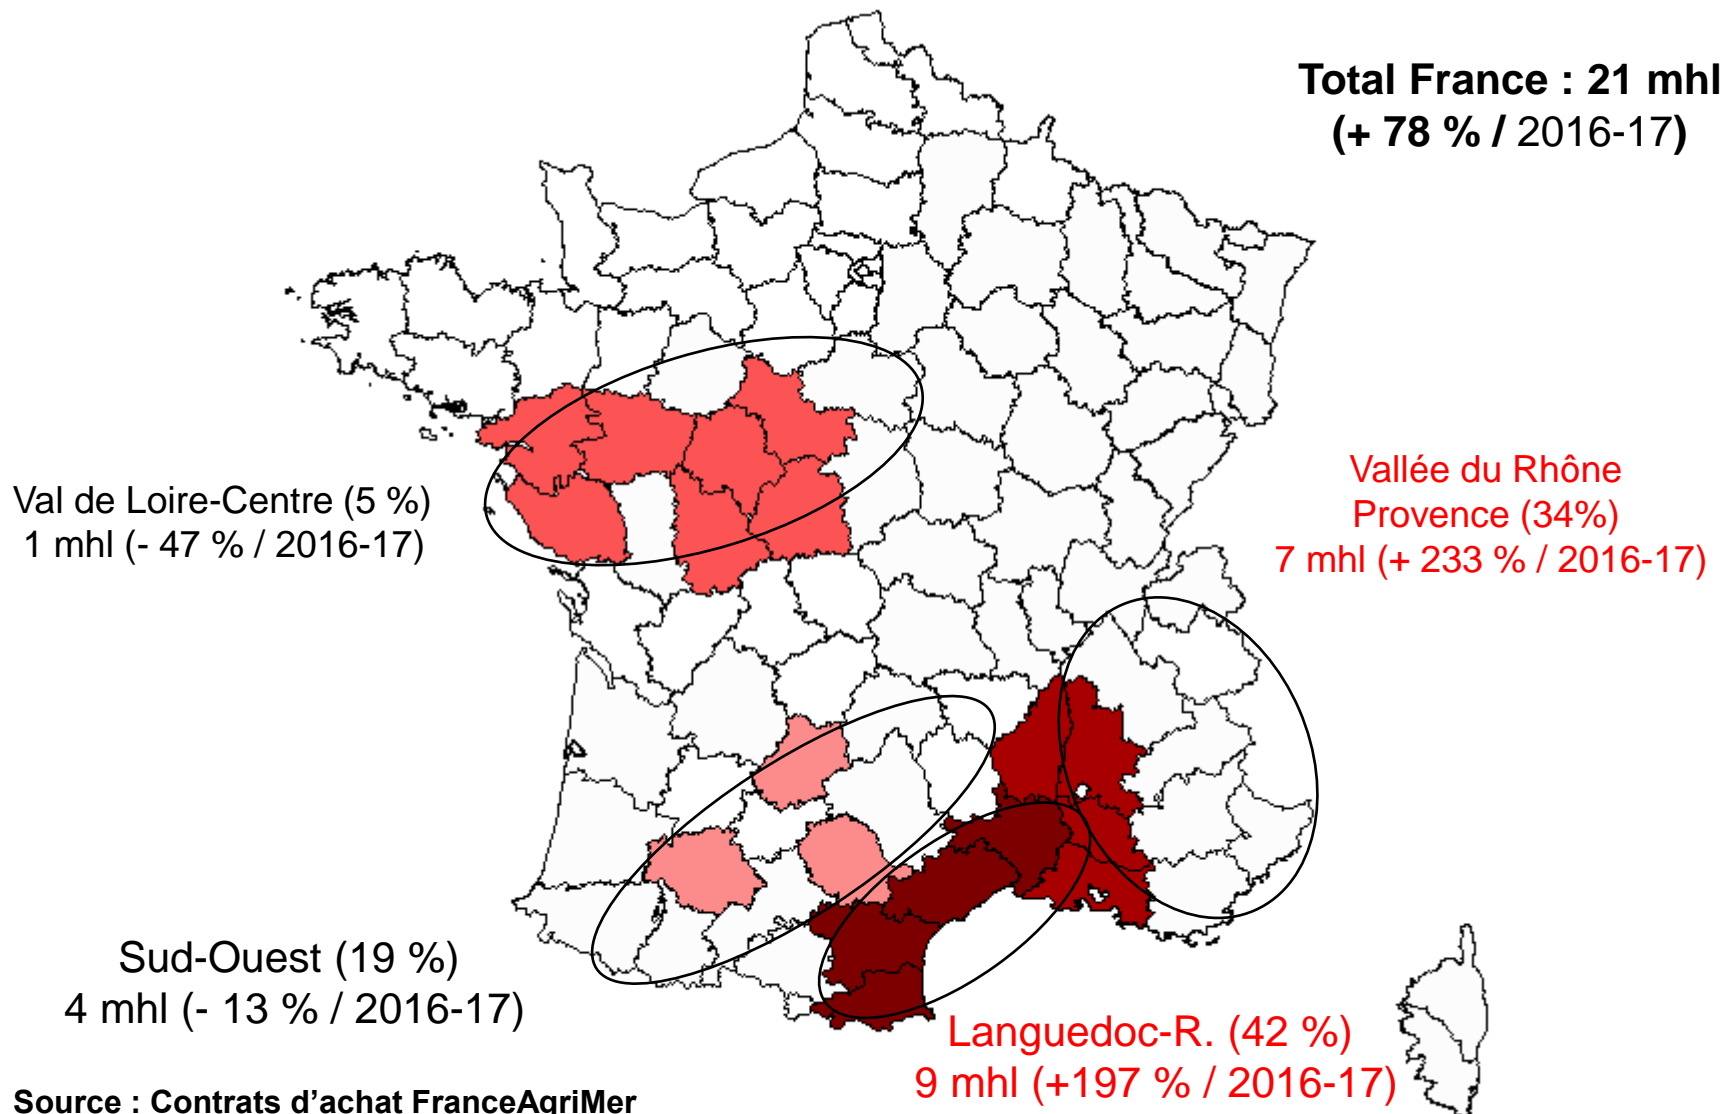 Total France : 21 mhl
(+ 78 % / 2016-17)
Val de Loire-Centre (5 %)
1 mhl (- 47 % / 2016-17)
Vallée du Rhône
Provence (34%)
7 mhl (+ 233 % / 2016-17)
Sud-Ouest (19 %)
4 mhl (- 13 % / 2016-17)
Languedoc-R. (42 %)
9 mhl (+197 % / 2016-17)
Source : Contrats d'achat FranceAgriMer